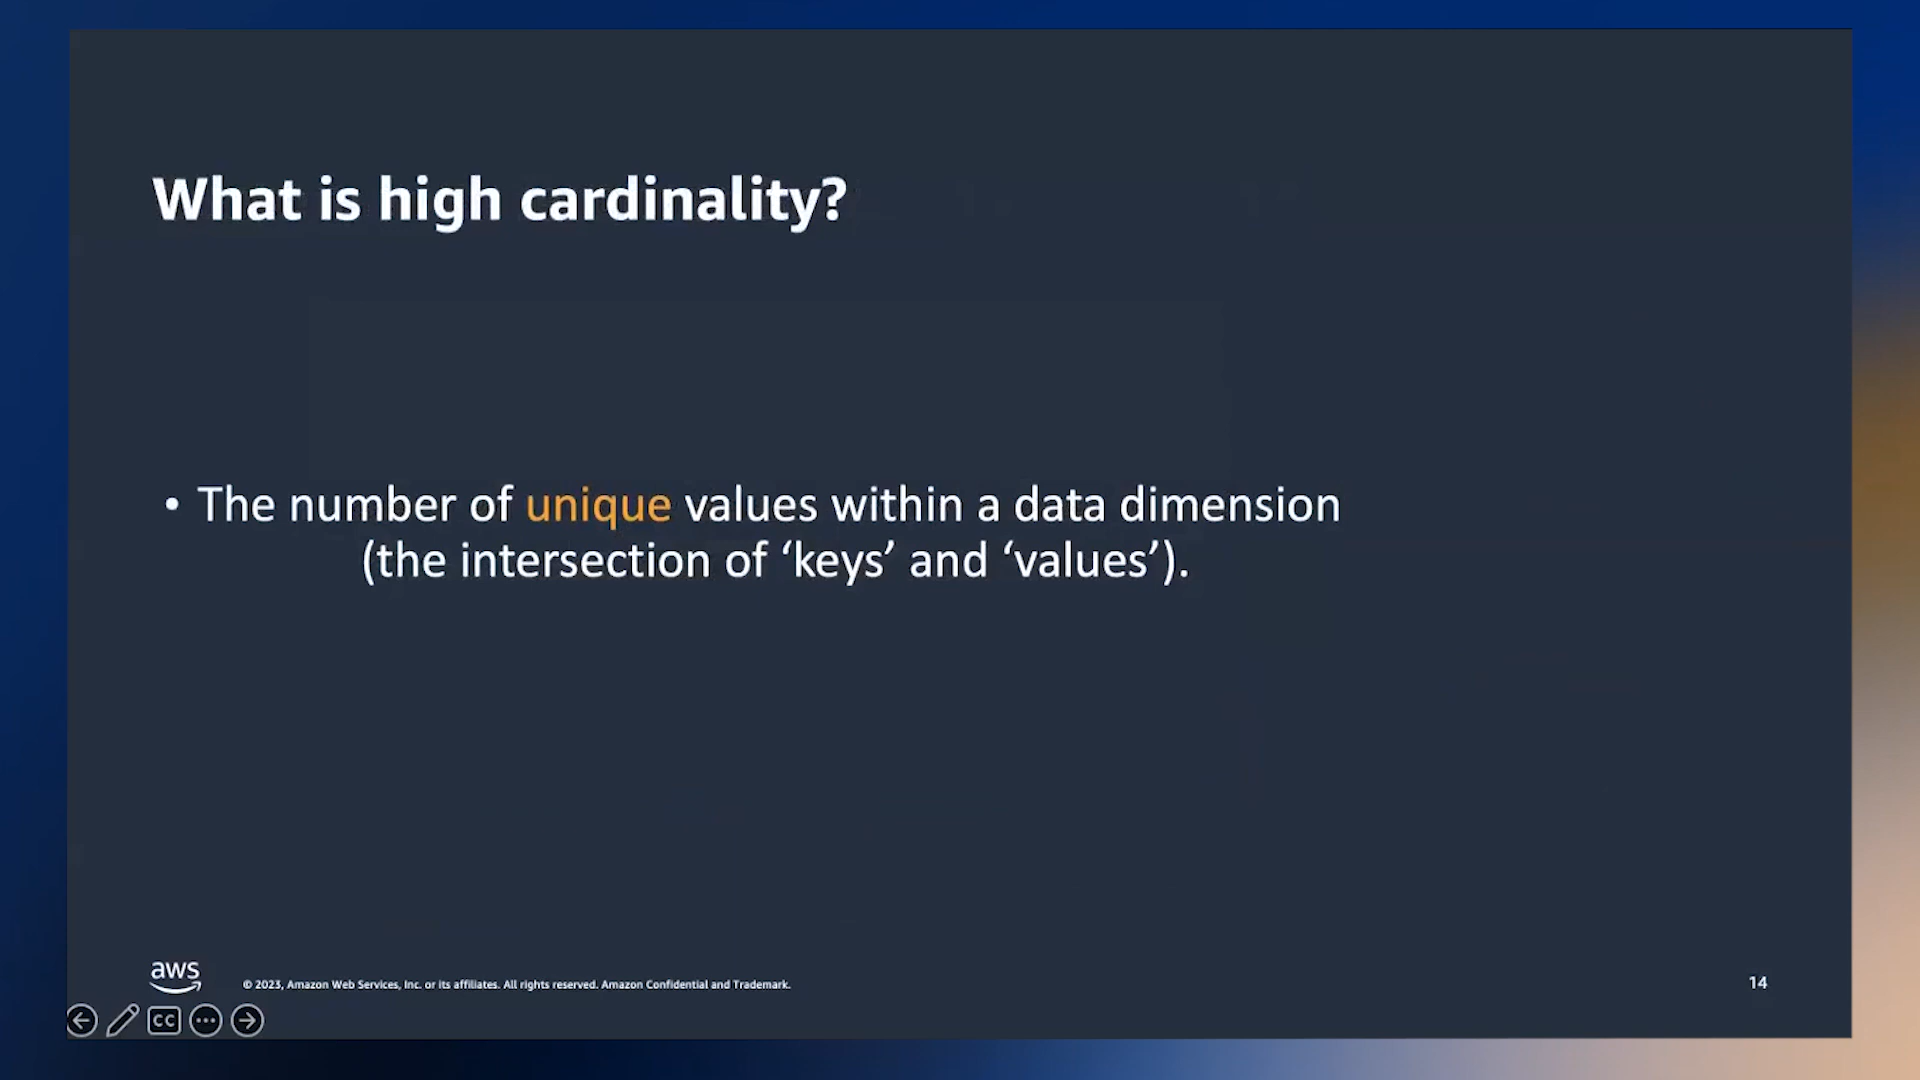 What is high cardinality?
• The number of unique values within a data dimension
(the intersection of ‘keys’ and ‘values’).
aws
© 2023, Amazon Web Services, Inc. or its affiliates. All rights reserved. Amazon Confidential and Trademark.
14
CC